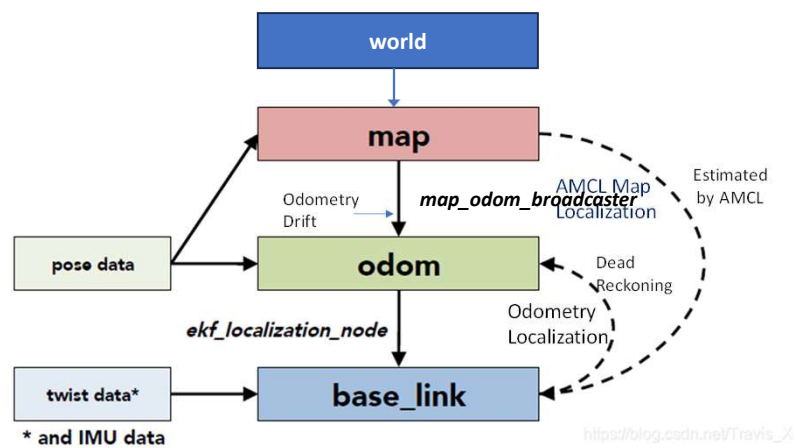 world
map
Estimated
by AMCL
AMCL Map
Localization
map_odom_broadcaster
Odometry
Drift
pose data
odom
Dead
Reckoning
Odometry
Localization
ekf_localization_node
twist data*
base_link
* and IMU data
https://blog.csdn.net/Travis_X